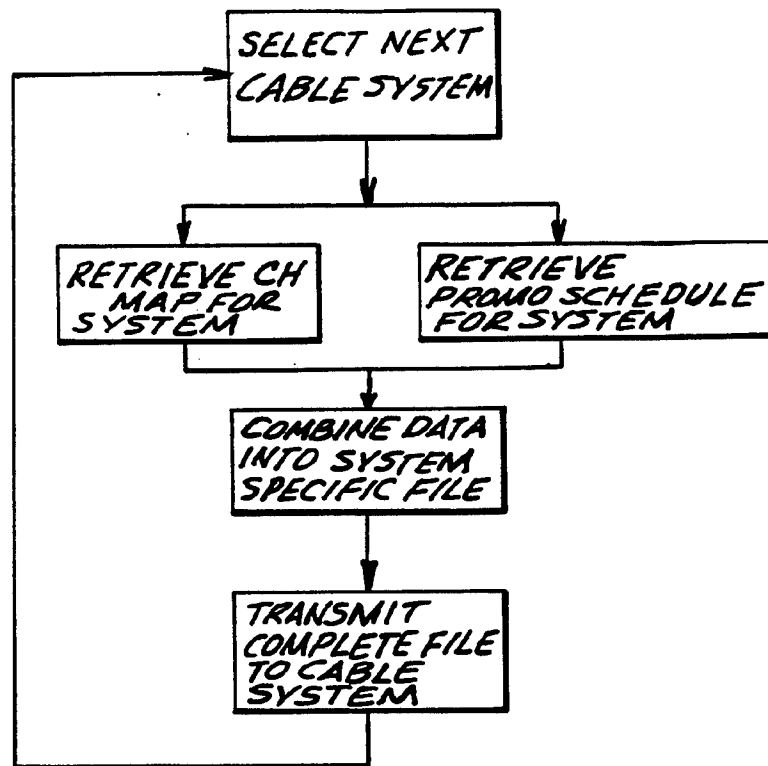 SELECT NEXT
CABLE SYSTEM
RETRIEVE CH
MAP FOR
SYSTEM
RETRIEVE
PROMO SCHEDULE
FOR SYSTEM
COMBINE DATA
INTO SYSTEM
SPECIFIC FILE
TRANSMIT
COMPLETE FILE
TO CABLE
SYSTEM